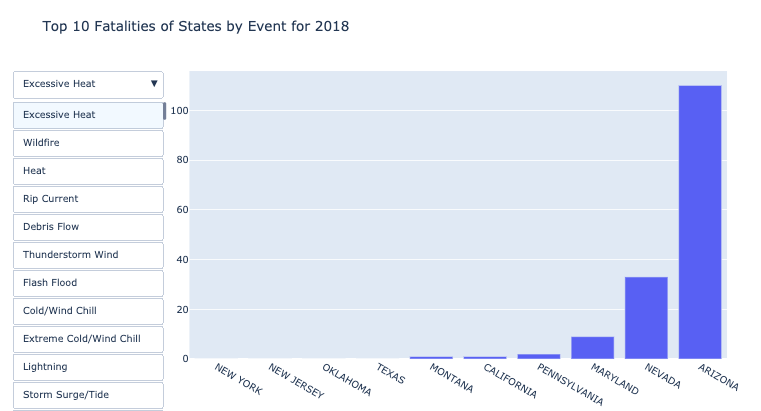 Top 10 Fatalities of States by Event for 2018
Excessive Heat ▼
Excessive Heat
Wildfire
Heat
Rip Current
Debris Flow
Thunderstorm Wind
Flash Flood
Cold/Wind Chill
Extreme Cold/Wind Chill
Lightning
Storm Surge/Tide
100
80
60
40
20
0
NEW YORK
NEW JERSEY
OKLAHOMA
TEXAS
MONTANA
CALIFORNIA
PENNSYLVANIA
MARYLAND
NEVADA
ARIZONA